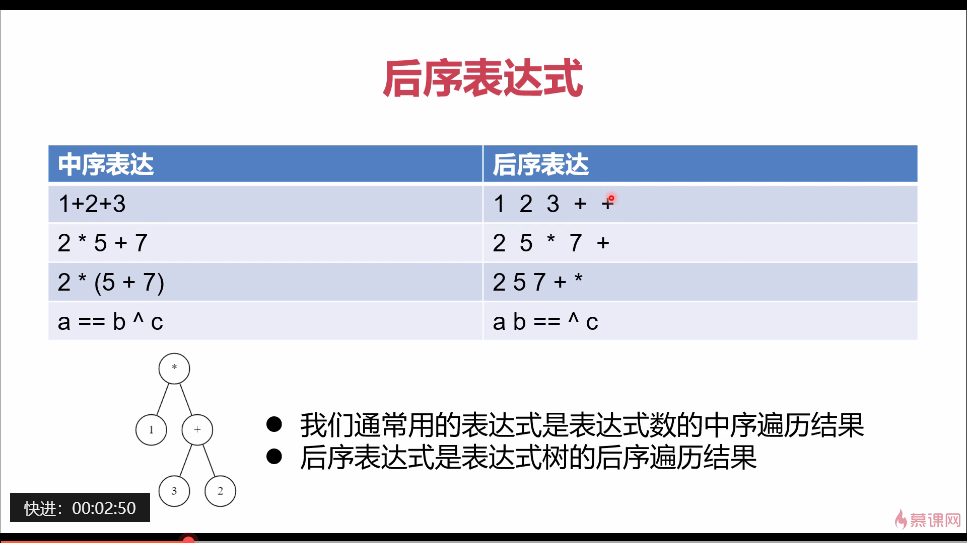 后序表达式
中序表达 后序表达
1+2+3 1 2 3 + +
2 * 5 + 7 2 5 * 7 +
2 * (5 + 7) 2 5 7 + *
a == b ^ c a b == ^ c
*
1 +
3 2
● 我们通常用的表达式是表达式数的中序遍历结果
● 后序表达式是表达式树的后序遍历结果
快进：00:02:50
慕课网